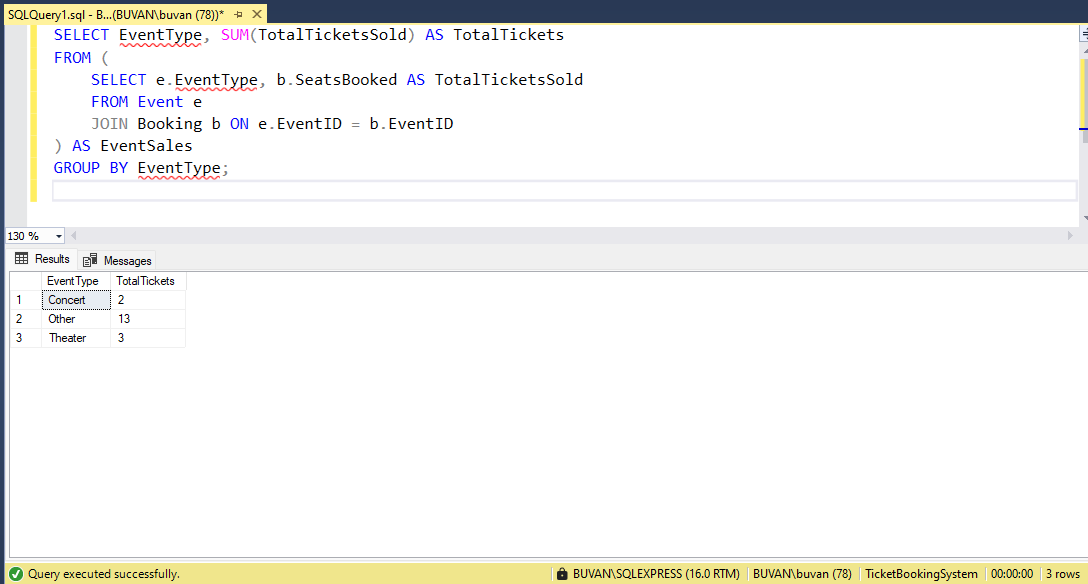 SQLQuery1.sql - B...(BUVAN\buvan (78))*
SELECT EventType, SUM(TotalTicketsSold) AS TotalTickets
FROM (
    SELECT e.EventType, b.SeatsBooked AS TotalTicketsSold
    FROM Event e
    JOIN Booking b ON e.EventID = b.EventID
) AS EventSales
GROUP BY EventType;
130 %
Results Messages
EventType TotalTickets
1 Concert 2
2 Other 13
3 Theater 3
Query executed successfully. BUVAN\SQLEXPRESS (16.0 RTM) BUVAN\buvan (78) TicketBookingSystem 00:00:00 3 rows